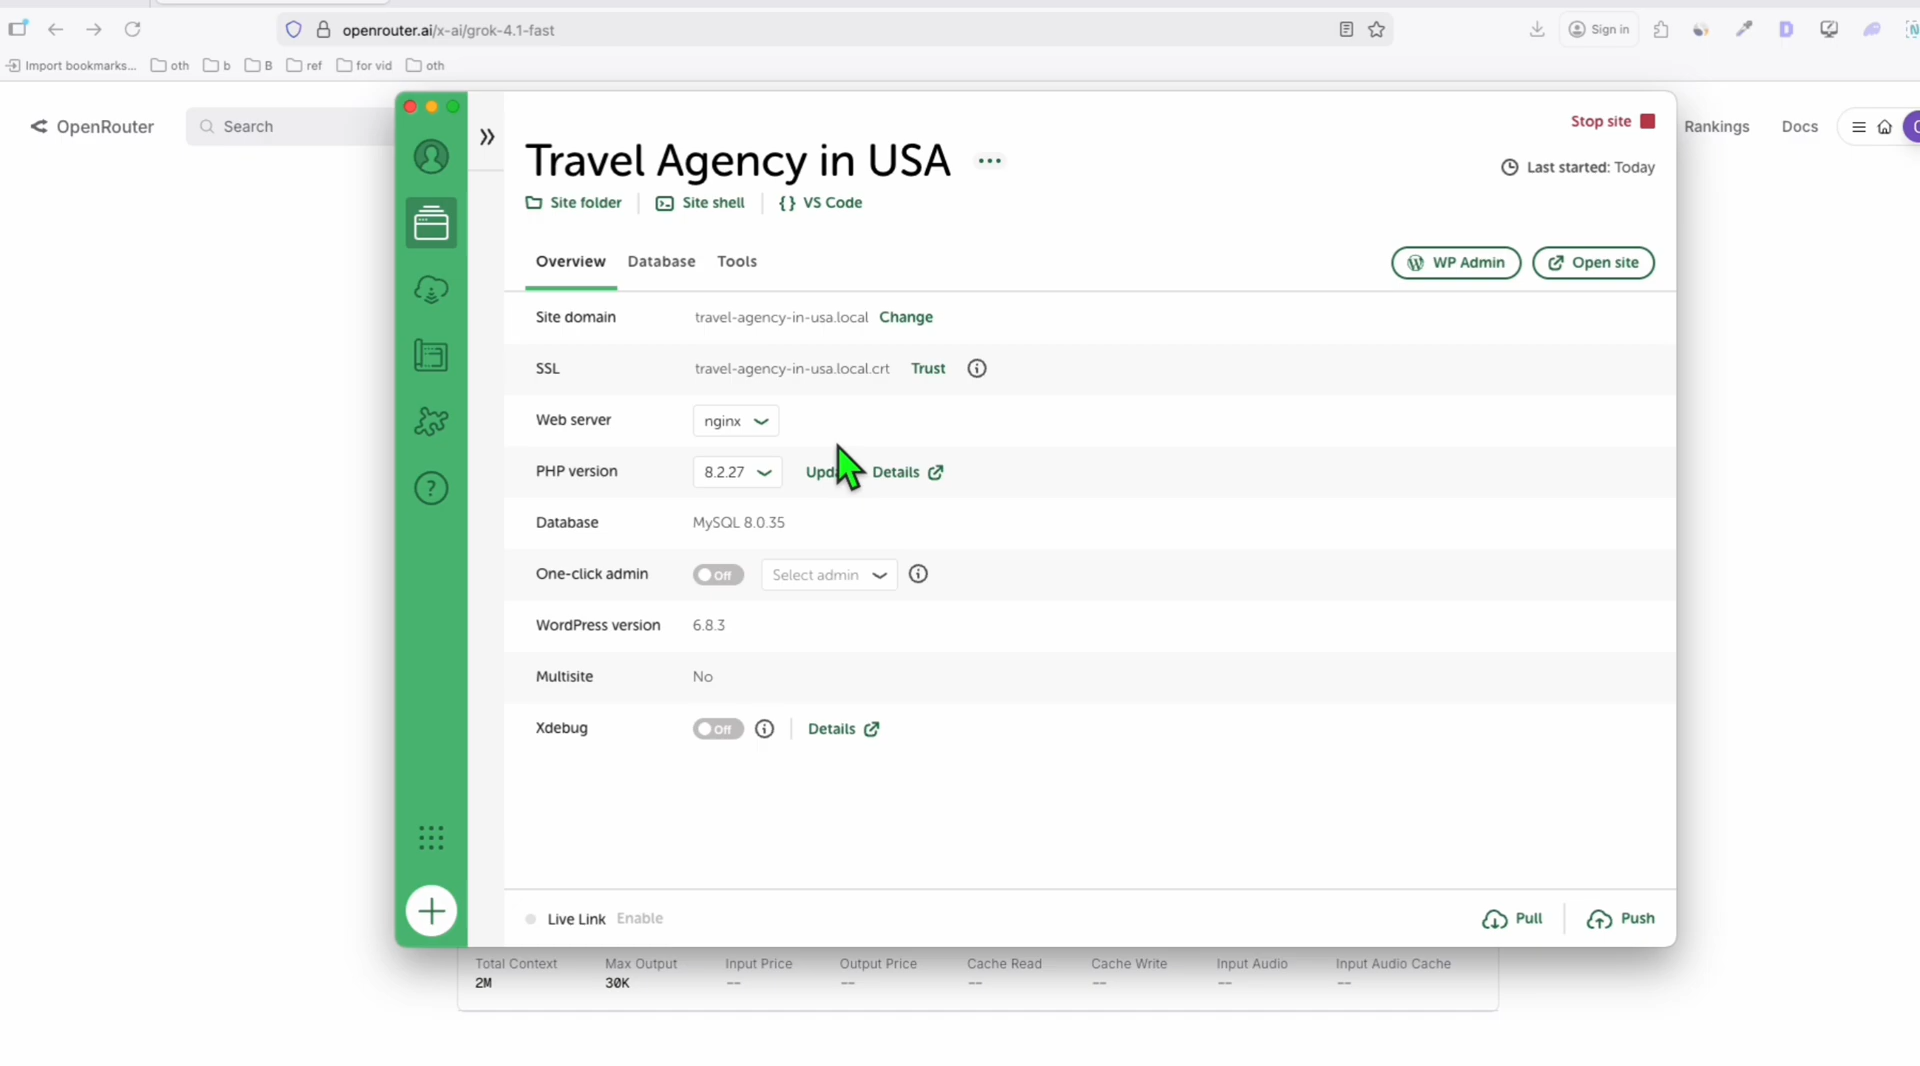 openrouter.ai/x-ai/grok-4.1-fast
Sign in
Import bookmarks...
oth
b
B
ref
for vid
oth
OpenRouter
Search
Rankings
Docs
Stop site
Travel Agency in USA
Last started: Today
Site folder
Site shell
VS Code
Overview
Database
Tools
WP Admin
Open site
Site domain
travel-agency-in-usa.local
Change
SSL
travel-agency-in-usa.local.crt
Trust
Web server
nginx
PHP version
8.2.27
Details
Database
MySQL 8.0.35
One-click admin
Off
Select admin
WordPress version
6.8.3
Multisite
No
Xdebug
Off
Details
Live Link
Enable
Pull
Push
Total Context
Max Output
Input Price
Output Price
Cache Read
Cache Write
Input Audio
Input Audio Cache
2M
30K
--
--
--
--
--
--